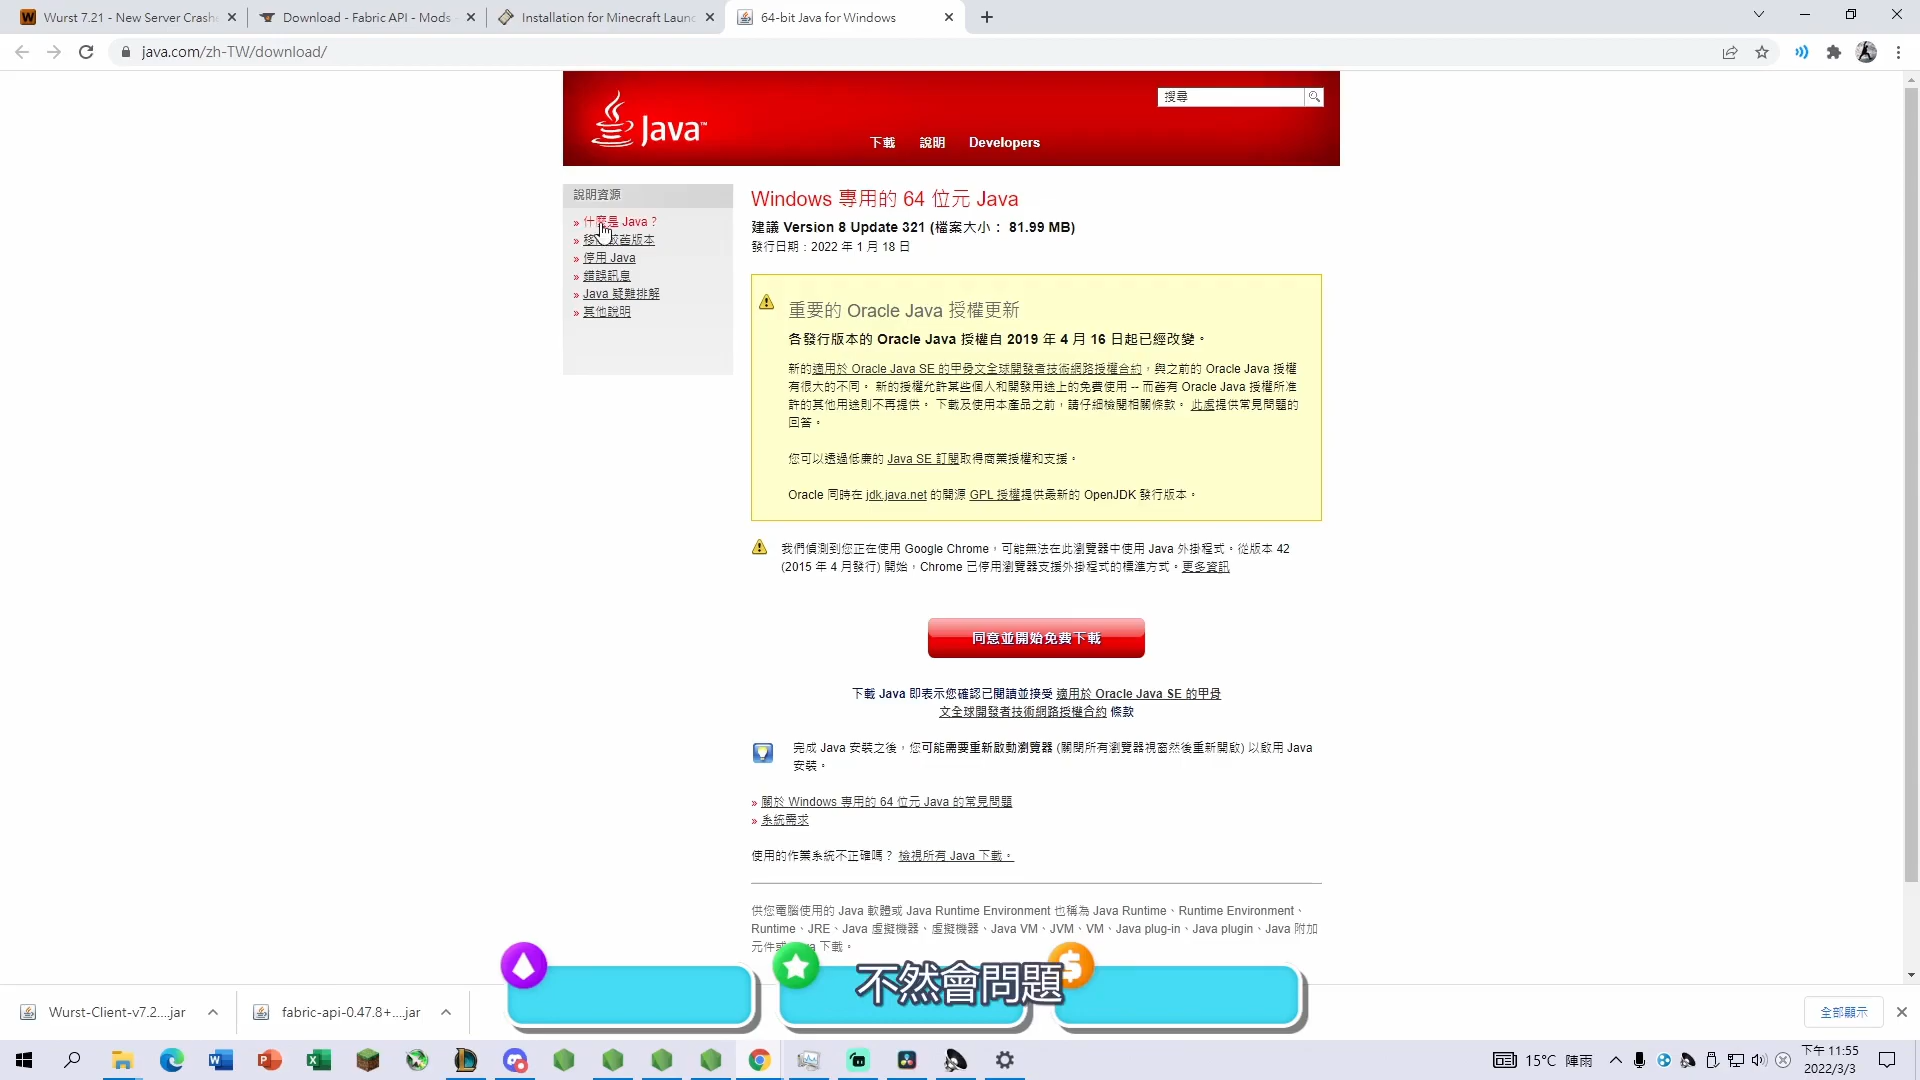 Wurst 7.21 - New Server Crash
Download - Fabric API - Mods -
Installation for Minecraft Laun
64-bit Java for Windows
java.com/zh-TW/download/
Java™
搜尋
下載 說明 Developers
說明資源
» 什麼是 Java？
停用 Java
» 錯誤訊息
» Java 疑難排解
» 其他說明
Windows 專用的 64 位元 Java
建議 Version 8 Update 321 (檔案大小： 81.99 MB)
發行日期：2022 年 1 月 18 日
重要的 Oracle Java 授權更新
各發行版本的 Oracle Java 授權自 2019 年 4 月 16 日起已經改變。
新的適用於 Oracle Java SE 的甲骨文全球開發者技術網路授權合約，與之前的 Oracle Java 授權
有很大的不同。 新的授權允許某些個人和開發用途上的免費使用 -- 而舊有 Oracle Java 授權所准
許的其他用途則不再提供。 下載及使用本產品之前，請仔細檢閱相關條款。 此處提供常見問題的
回答。
您可以透過低廉的 Java SE 訂閱取得商業授權和支援。
Oracle 同時在 jdk.java.net 的開源 GPL 授權提供最新的 OpenJDK 發行版本。
我們偵測到您正在使用 Google Chrome，可能無法在此瀏覽器中使用 Java 外掛程式。從版本 42
(2015 年 4 月發行) 開始，Chrome 已停用瀏覽器支援外掛程式的標準方式。更多資訊
同意並開始免費下載
下載 Java 即表示您確認已閱讀並接受 適用於 Oracle Java SE 的甲骨
文全球開發者技術網路授權合約 條款
完成 Java 安裝之後，您可能需要重新啟動瀏覽器 (關閉所有瀏覽器視窗然後重新開啟) 以啟用 Java
安裝。
» 關於 Windows 專用的 64 位元 Java 的常見問題
» 系統需求
使用的作業系統不正確嗎？ 檢視所有 Java 下載。
供您電腦使用的 Java 軟體或 Java Runtime Environment 也稱為 Java Runtime、Runtime Environment、
Runtime、JRE、Java 虛擬機器、虛擬機器、Java VM、JVM、VM、Java plug-in、Java plugin、Java 附加
元件或 下載。
不然會問題
Wurst-Client-v7.2....jar
fabric-api-0.47.8+....jar
全部顯示
15°C 陣雨
下午 11:55
2022/3/3